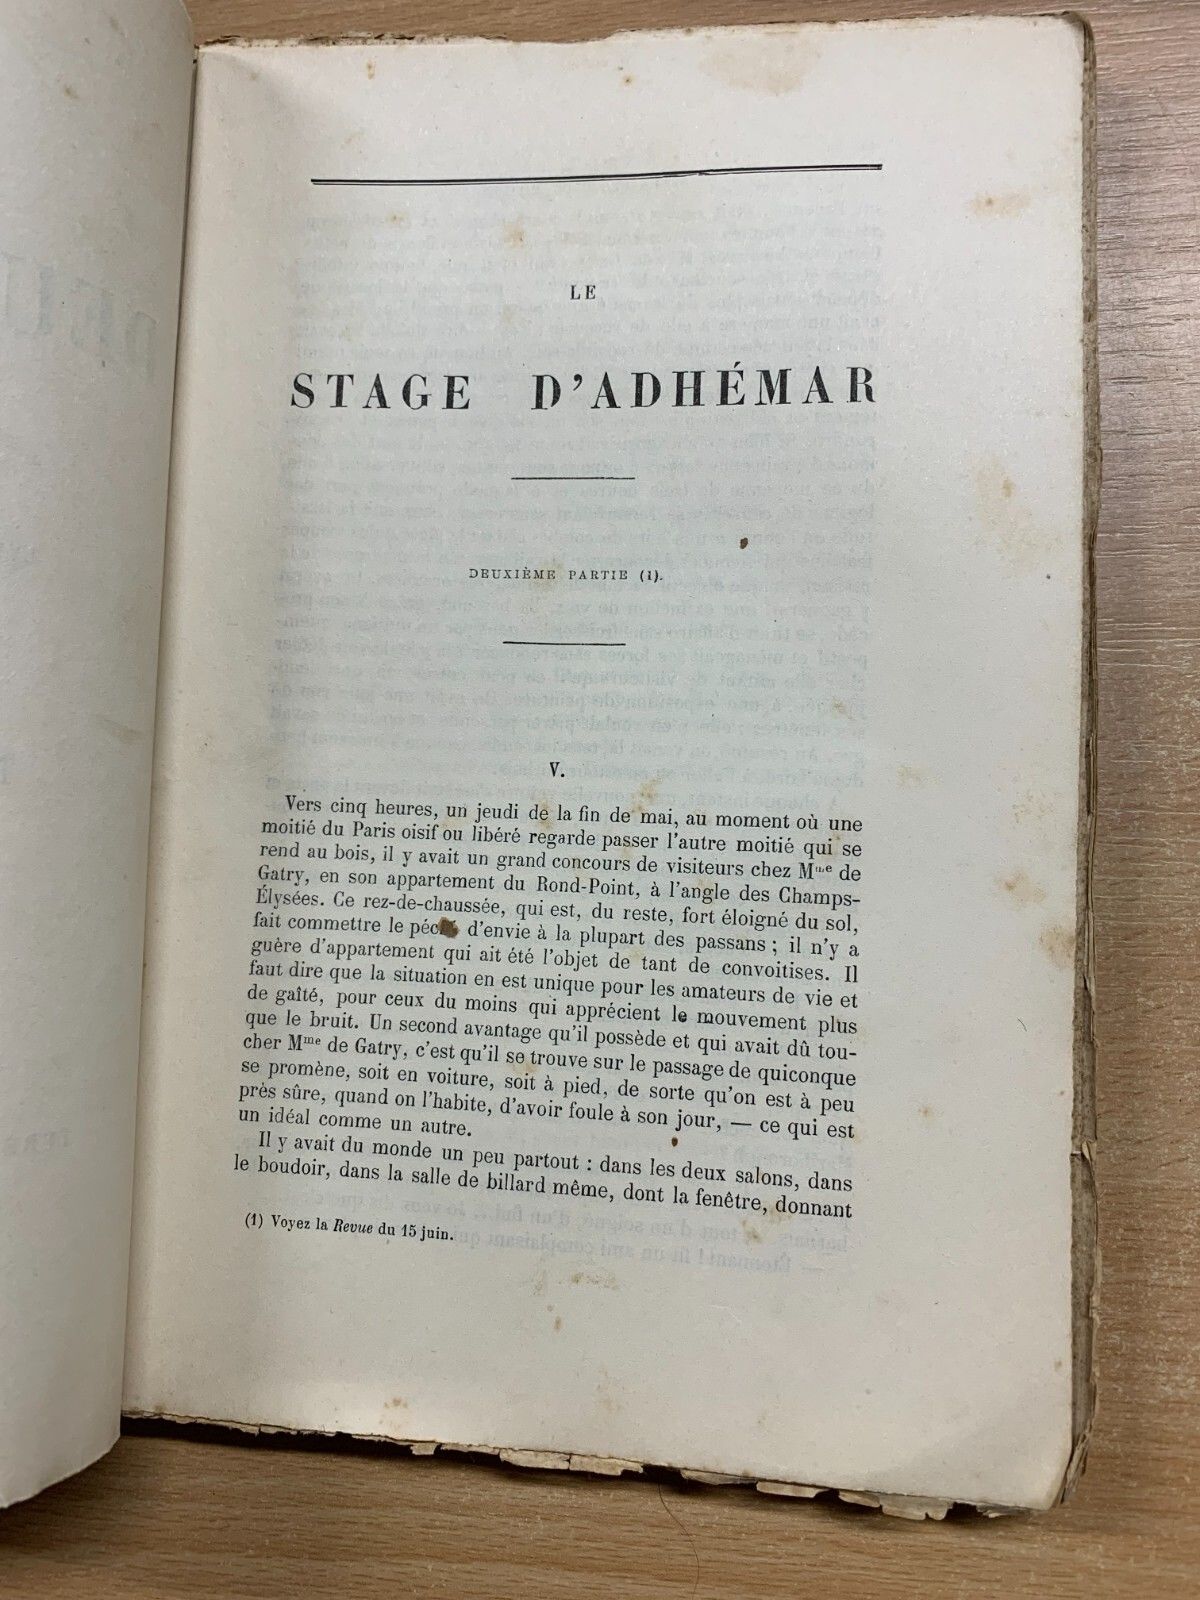 LE
STAGE D'ADHÉMAR
DEUXIÈME PARTIE (1).
V.
Vers cinq heures, un jeudi de la fin de mai, au moment où une
moitié du Paris oisif ou libéré regarde passer l'autre moitié qui se
rend au bois, il y avait un grand concours de visiteurs chez Mme de
Gatry, en son appartement du Rond-Point, à l'angle des Champs-
Élysées. Ce rez-de-chaussée, qui est, du reste, fort éloigné du sol,
fait commettre le péché d'envie à la plupart des passans ; il n'y a
guère d'appartement qui ait été l'objet de tant de convoitises. Il
faut dire que la situation en est unique pour les amateurs de vie et
de gaîté, pour ceux du moins qui apprécient le mouvement plus
que le bruit. Un second avantage qu'il possède et qui avait dû tou-
cher Mme de Gatry, c'est qu'il se trouve sur le passage de quiconque
se promène, soit en voiture, soit à pied, de sorte qu'on est à peu
près sûre, quand on l'habite, d'avoir foule à son jour, — ce qui est
un idéal comme un autre.
Il y avait du monde un peu partout : dans les deux salons, dans
le boudoir, dans la salle de billard même, dont la fenêtre, donnant
(1) Voyez la Revue du 15 juin.